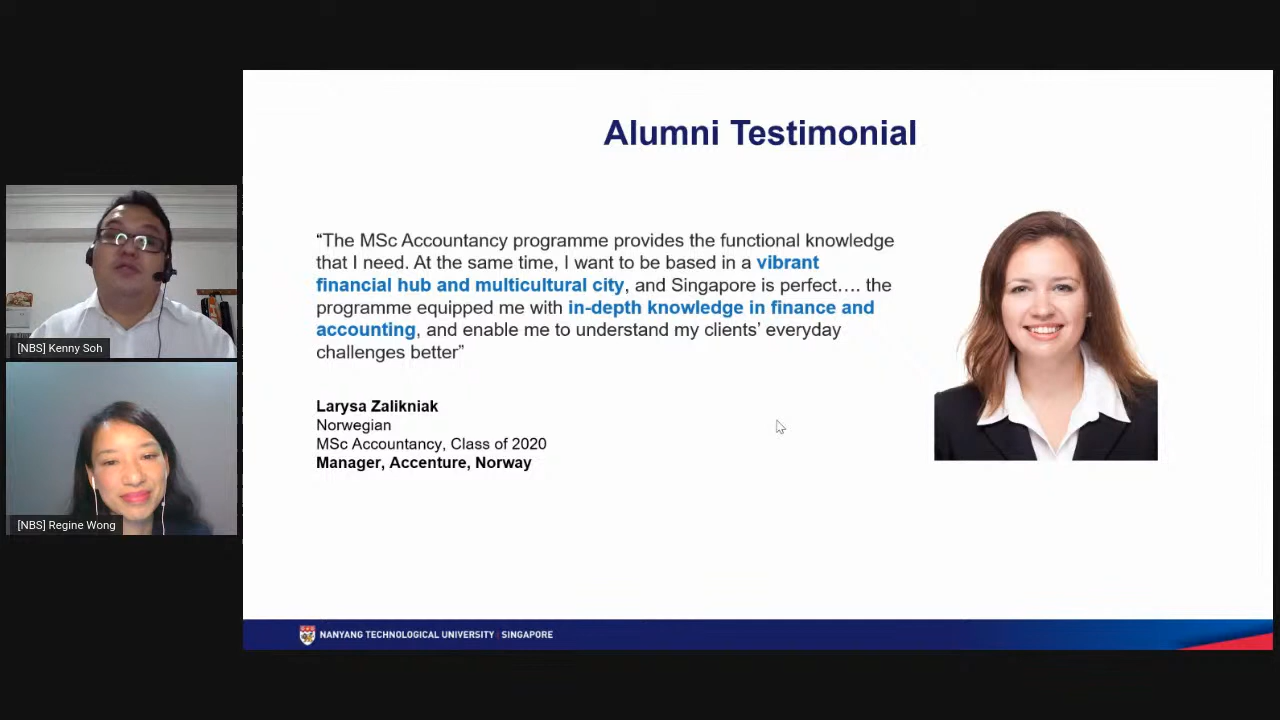 Alumni Testimonial
“The MSc Accountancy programme provides the functional knowledge
that I need. At the same time, I want to be based in a vibrant
financial hub and multicultural city, and Singapore is perfect…. the
programme equipped me with in-depth knowledge in finance and
accounting, and enable me to understand my clients’ everyday
challenges better”
Larysa Zalikniak
Norwegian
MSc Accountancy, Class of 2020
Manager, Accenture, Norway
[NBS] Kenny Soh
[NBS] Regine Wong
NANYANG TECHNOLOGICAL UNIVERSITY | SINGAPORE